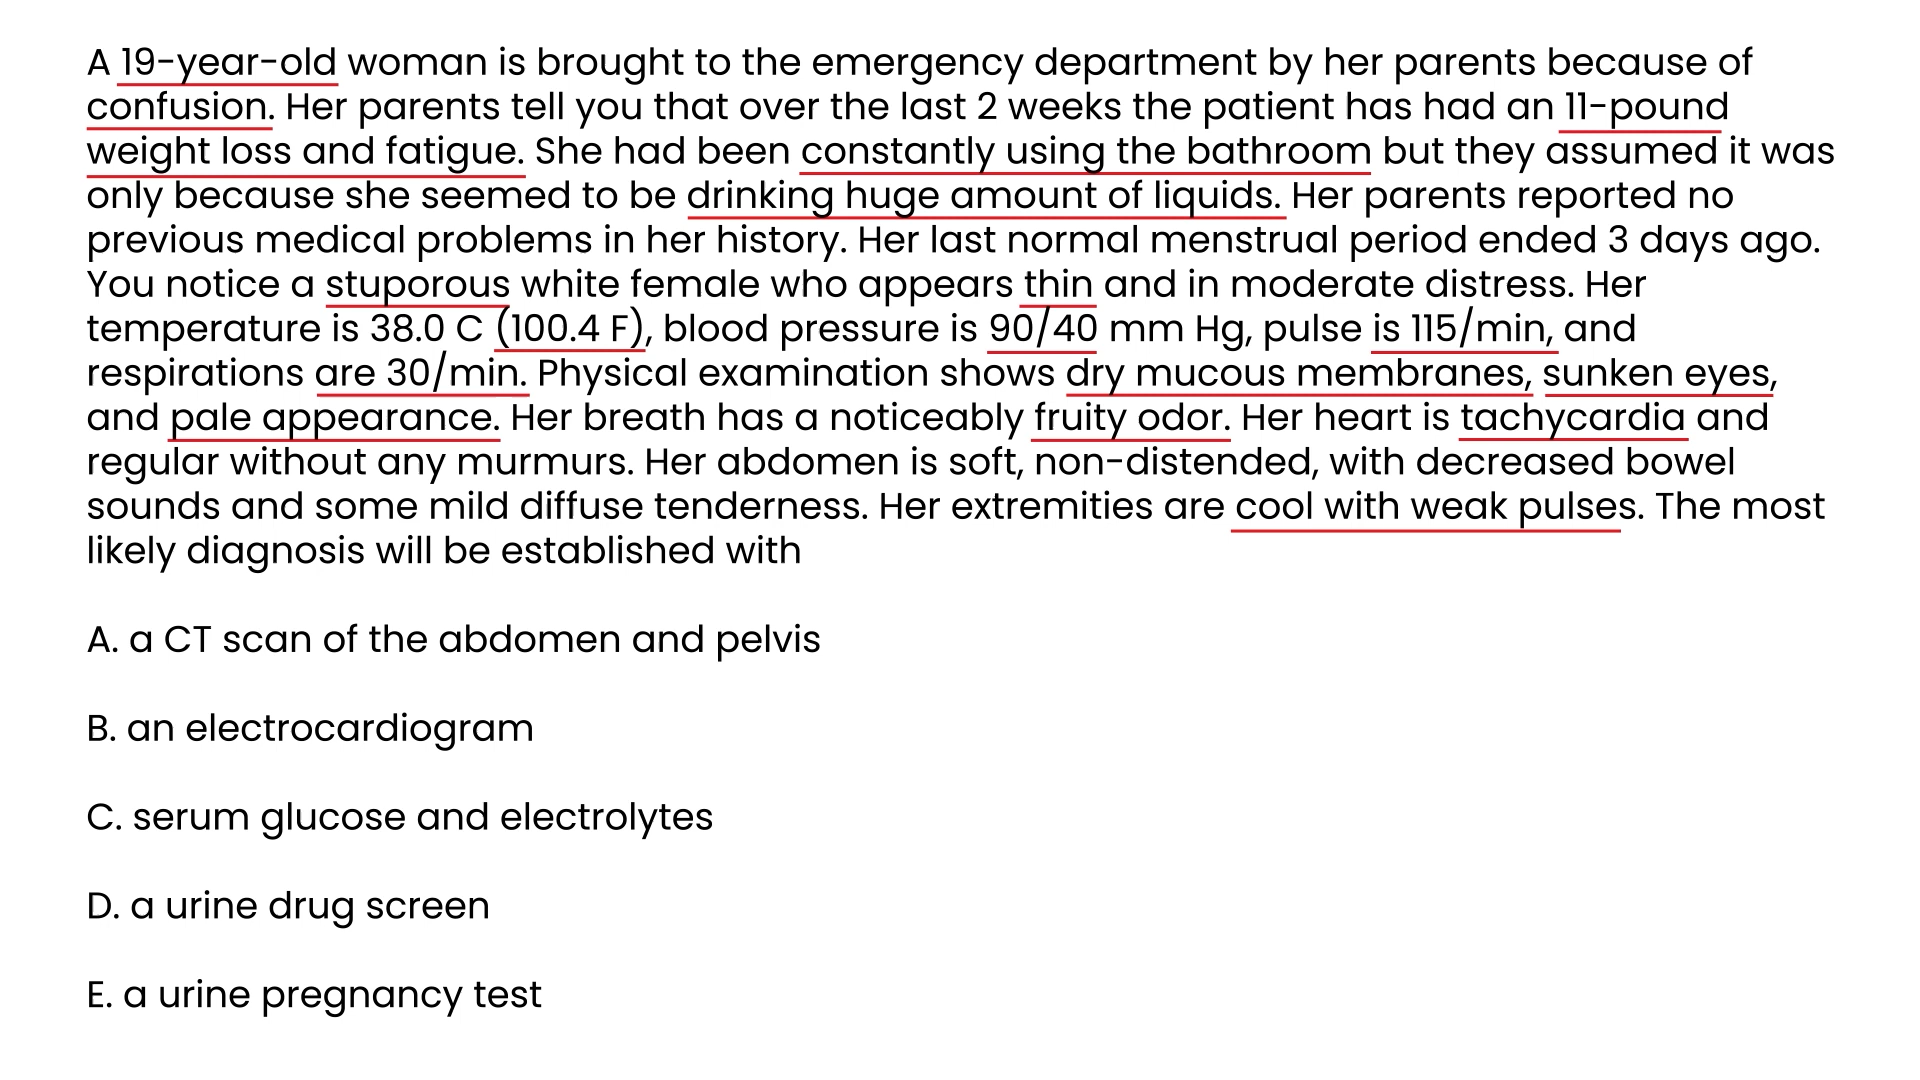 A 19-year-old woman is brought to the emergency department by her parents because of
confusion. Her parents tell you that over the last 2 weeks the patient has had an 11-pound
weight loss and fatigue. She had been constantly using the bathroom but they assumed it was
only because she seemed to be drinking huge amount of liquids. Her parents reported no
previous medical problems in her history. Her last normal menstrual period ended 3 days ago.
You notice a stuporous white female who appears thin and in moderate distress. Her
temperature is 38.0 C (100.4 F), blood pressure is 90/40 mm Hg, pulse is 115/min, and
respirations are 30/min. Physical examination shows dry mucous membranes, sunken eyes,
and pale appearance. Her breath has a noticeably fruity odor. Her heart is tachycardia and
regular without any murmurs. Her abdomen is soft, non-distended, with decreased bowel
sounds and some mild diffuse tenderness. Her extremities are cool with weak pulses. The most
likely diagnosis will be established with
A. a CT scan of the abdomen and pelvis
B. an electrocardiogram
C. serum glucose and electrolytes
D. a urine drug screen
E. a urine pregnancy test